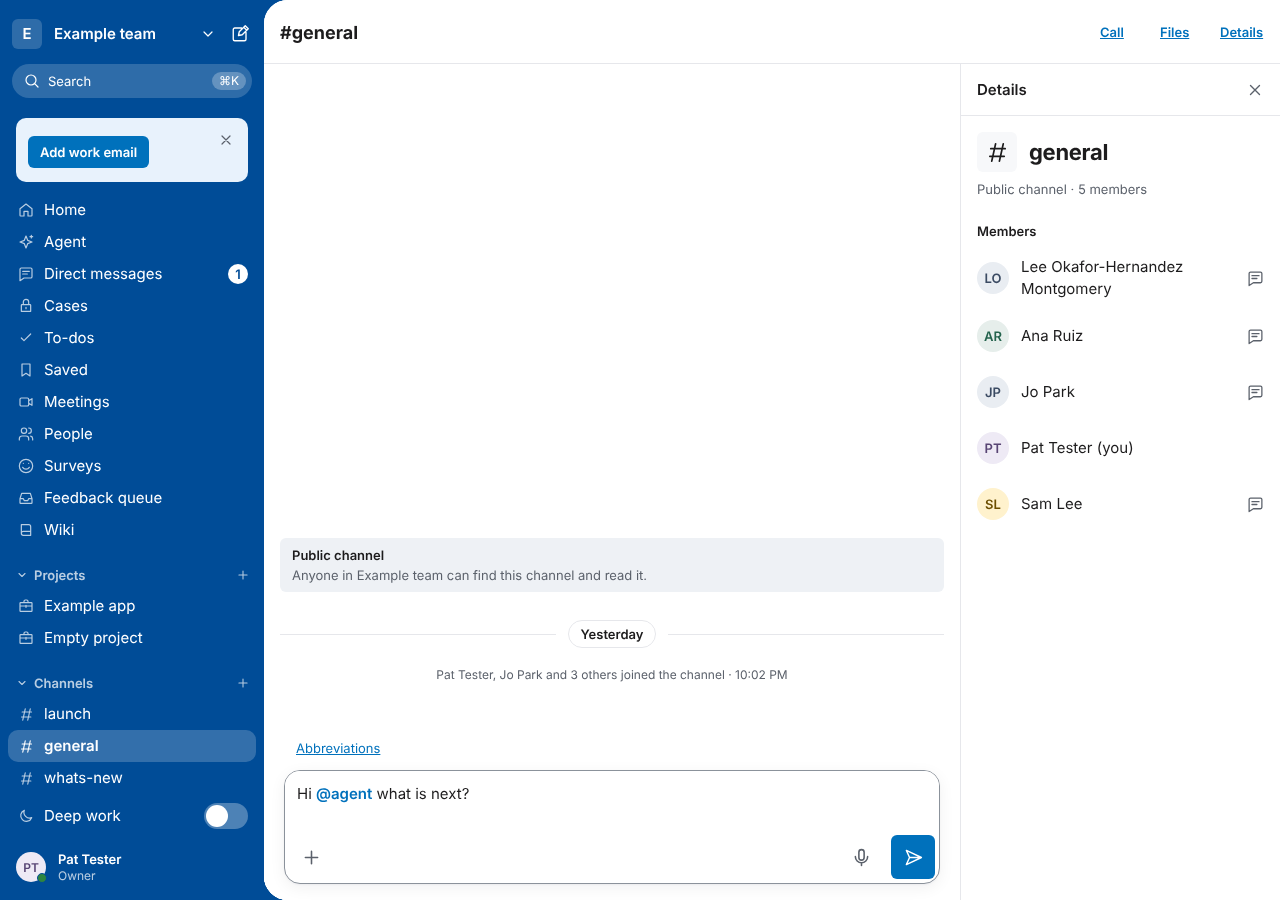 E
Example team
Search
⌘K
Add work email
Home
Agent
Direct messages
1
Cases
To-dos
Saved
Meetings
People
Surveys
Feedback queue
Wiki
Projects
Example app
Empty project
Channels
# launch
# general
# whats-new
Deep work
PT
Pat Tester
Owner
#general
Call
Files
Details
Public channel
Anyone in Example team can find this channel and read it.
Yesterday
Pat Tester, Jo Park and 3 others joined the channel · 10:02 PM
Abbreviations
Hi @agent what is next?
Details
# general
Public channel · 5 members
Members
LO
Lee Okafor-Hernandez
Montgomery
AR
Ana Ruiz
JP
Jo Park
PT
Pat Tester (you)
SL
Sam Lee